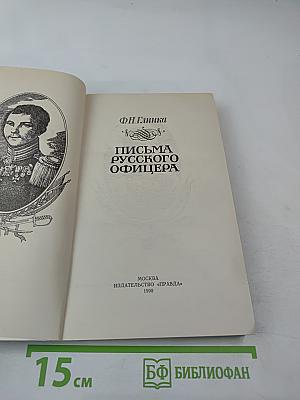 Ф.Н.Глинка
ПИСЬМА
РУССКОГО
ОФИЦЕРА
МОСКВА
ИЗДАТЕЛЬСТВО «ПРАВДА»
1990
15 см
БФ БИБЛИОФАН